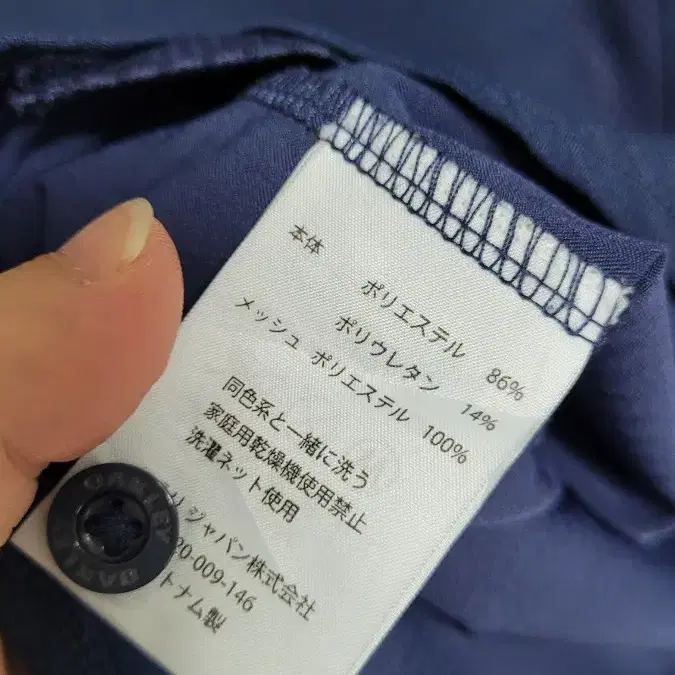 本体 ポリエステル 86%
ポリウレタン 14%
メッシュ ポリエステル 100%
同色系と一緒に洗う
家庭用乾燥機使用禁止
洗濯ネット使用
ジャパン株式会社
20-009-146
トナム製
OAKLEY
OAKLEY